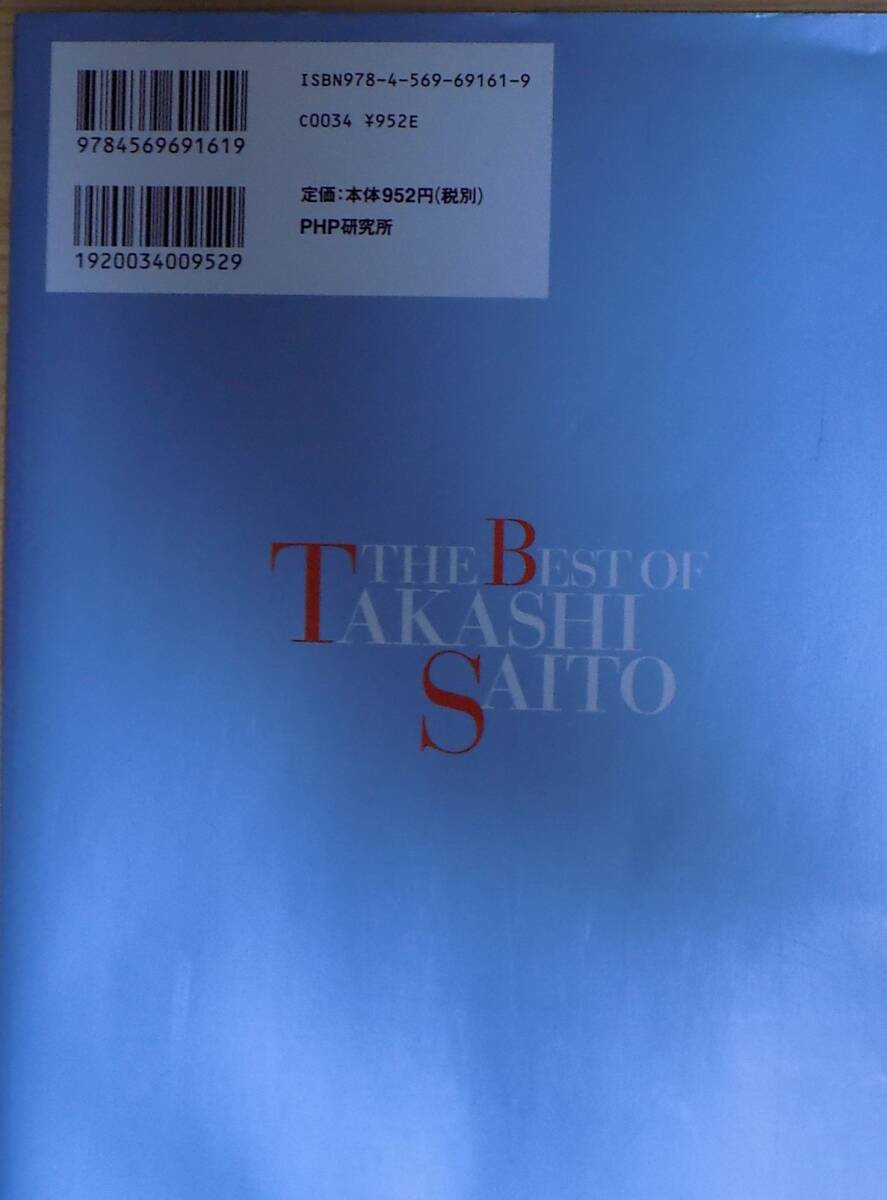 ISBN978-4-569-69161-9
C0034 ¥952E
9784569691619
定価:本体952円(税別)
PHP研究所
1920034009529
THE BEST OF
TAKASHI
SAITO